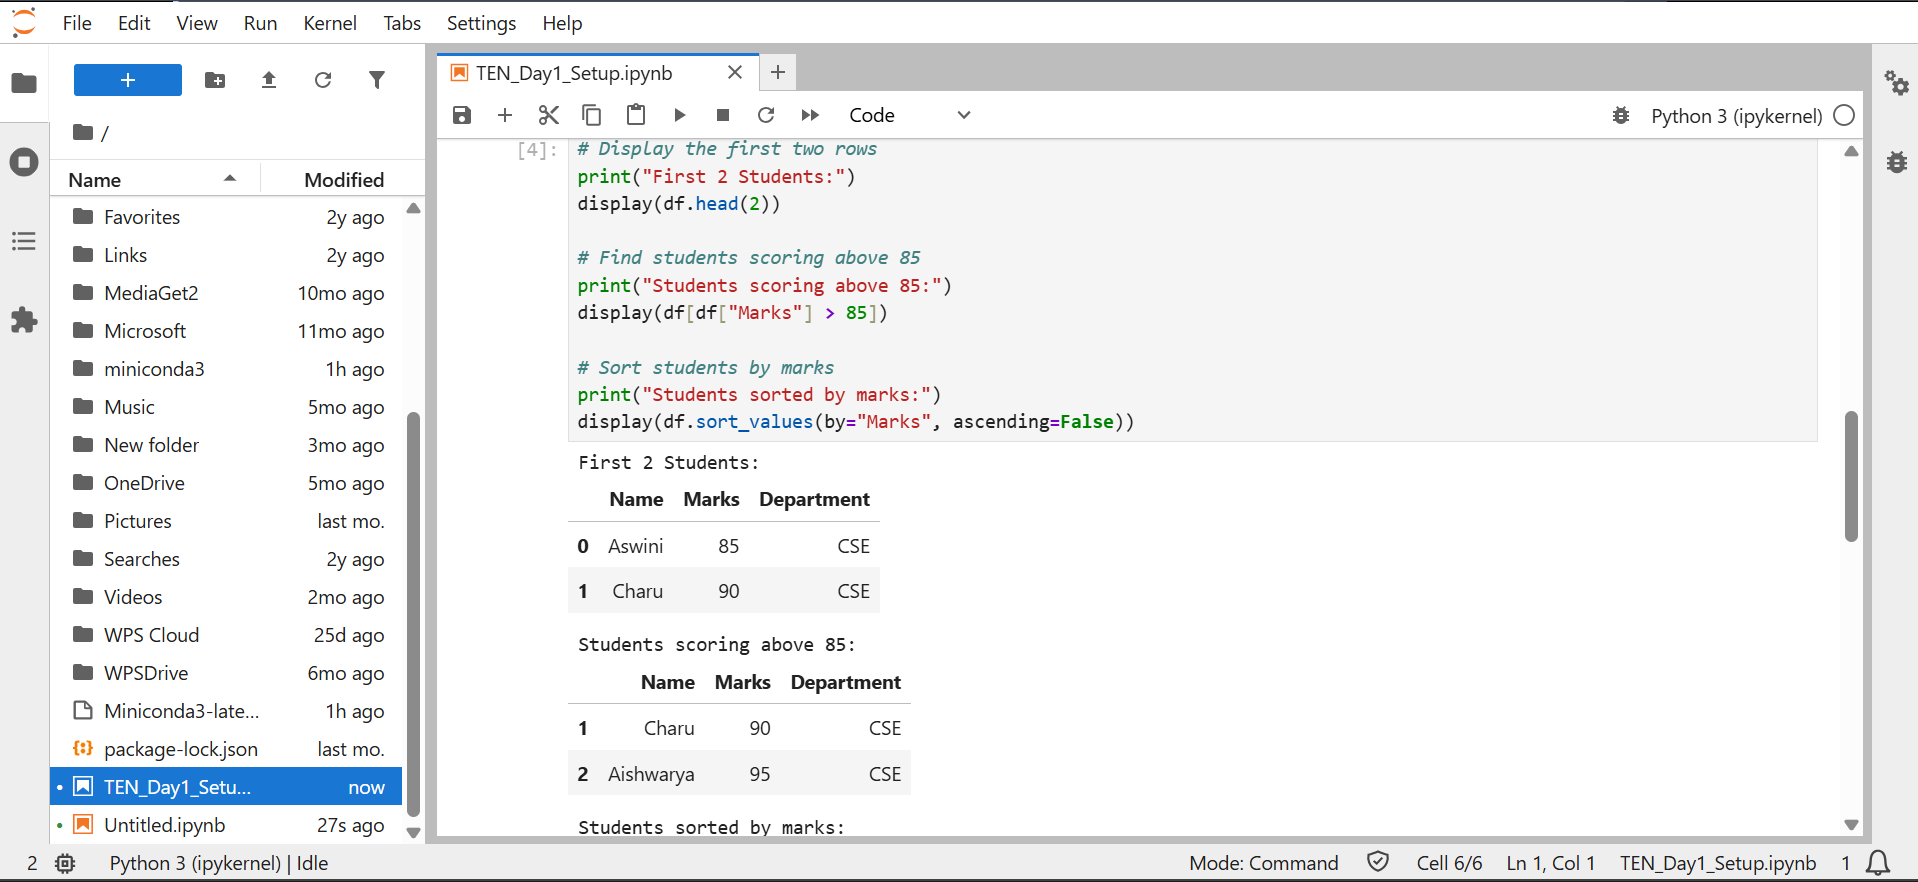 File Edit View Run Kernel Tabs Settings Help
+
/
Name Modified
Favorites 2y ago
Links 2y ago
MediaGet2 10mo ago
Microsoft 11mo ago
miniconda3 1h ago
Music 5mo ago
New folder 3mo ago
OneDrive 5mo ago
Pictures last mo.
Searches 2y ago
Videos 2mo ago
WPS Cloud 25d ago
WPSDrive 6mo ago
Miniconda3-late... 1h ago
package-lock.json last mo.
TEN_Day1_Setu... now
Untitled.ipynb 27s ago
TEN_Day1_Setup.ipynb
Code
Python 3 (ipykernel)
[4]:
# Display the first two rows
print("First 2 Students:")
display(df.head(2))
# Find students scoring above 85
print("Students scoring above 85:")
display(df[df["Marks"] > 85])
# Sort students by marks
print("Students sorted by marks:")
display(df.sort_values(by="Marks", ascending=False))
First 2 Students:
Name Marks Department
0 Aswini 85 CSE
1 Charu 90 CSE
Students scoring above 85:
Name Marks Department
1 Charu 90 CSE
2 Aishwarya 95 CSE
Students sorted by marks:
2 Python 3 (ipykernel) | Idle Mode: Command Cell 6/6 Ln 1, Col 1 TEN_Day1_Setup.ipynb 1